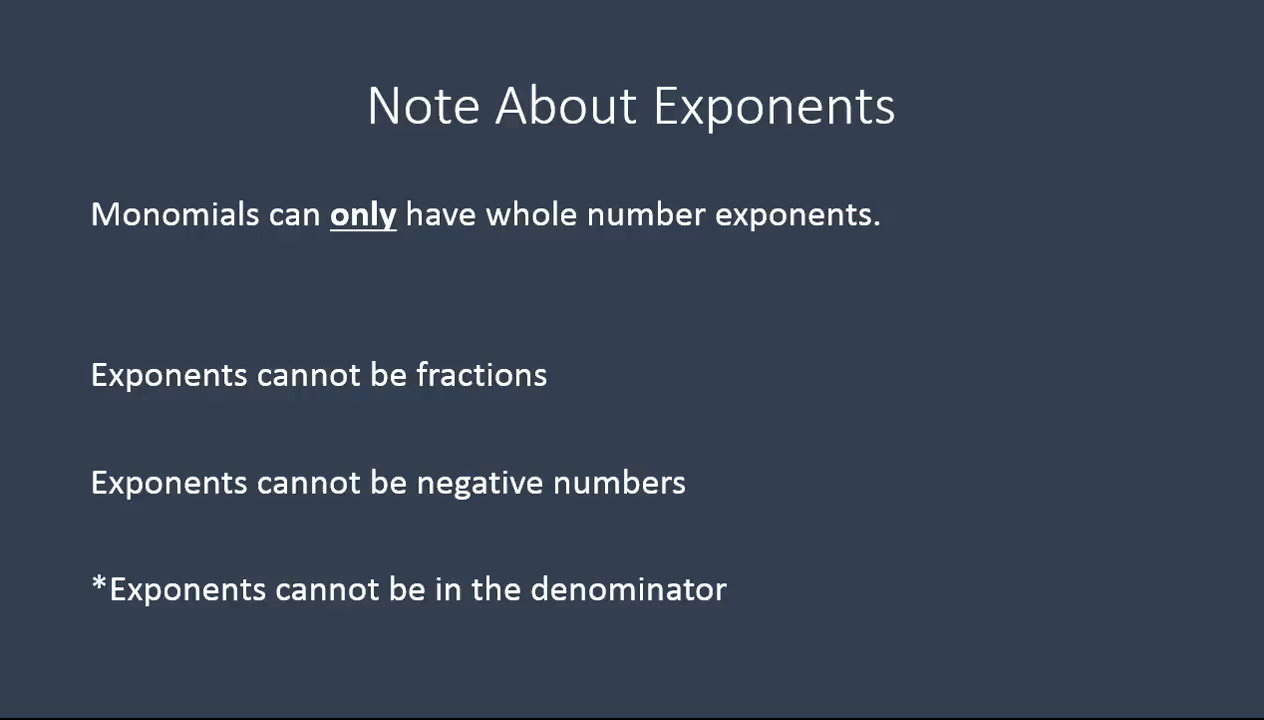 Note About Exponents
Monomials can only have whole number exponents.
Exponents cannot be fractions
Exponents cannot be negative numbers
*Exponents cannot be in the denominator